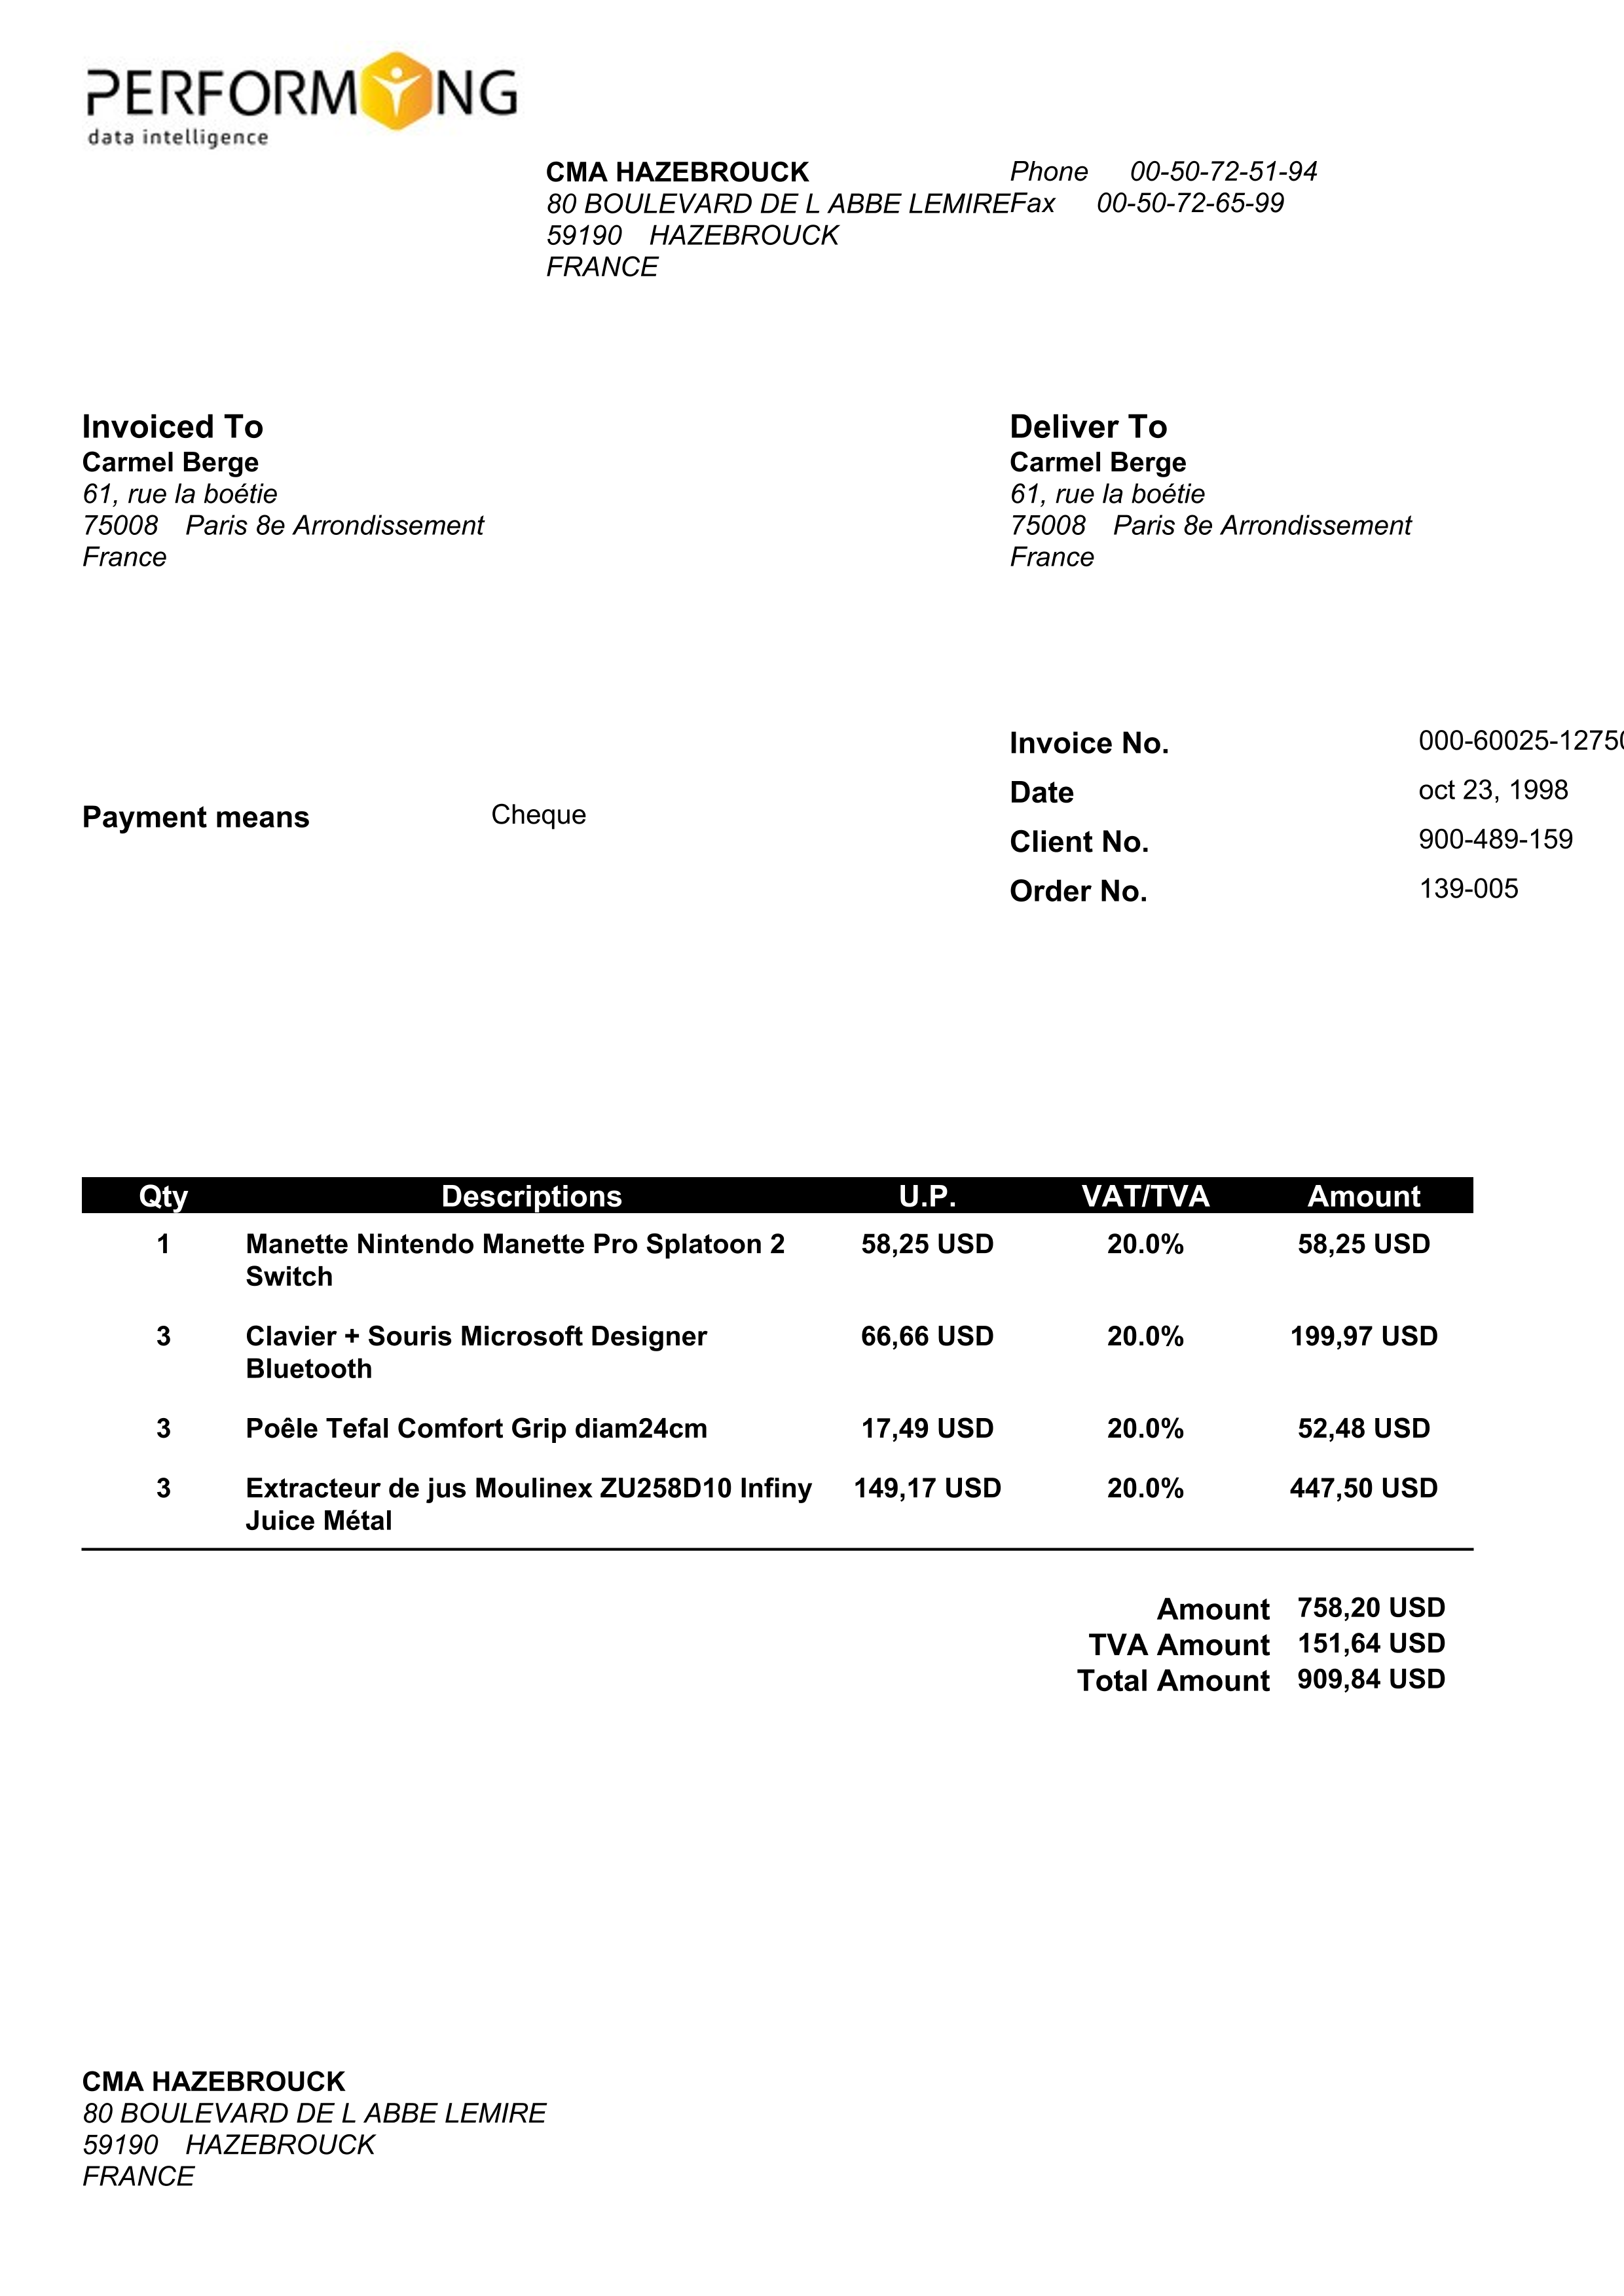 PERFORMING
data intelligence
CMA HAZEBROUCK
80 BOULEVARD DE L ABBE LEMIRE
59190 HAZEBROUCK
FRANCE
Phone 00-50-72-51-94
Fax 00-50-72-65-99
Invoiced To
Carmel Berge
61, rue la boétie
75008 Paris 8e Arrondissement
France
Deliver To
Carmel Berge
61, rue la boétie
75008 Paris 8e Arrondissement
France
Payment means Cheque
Invoice No. 000-60025-12750
Date oct 23, 1998
Client No. 900-489-159
Order No. 139-005
Qty Descriptions U.P. VAT/TVA Amount
1 Manette Nintendo Manette Pro Splatoon 2 58,25 USD 20.0% 58,25 USD
Switch
3 Clavier + Souris Microsoft Designer 66,66 USD 20.0% 199,97 USD
Bluetooth
3 Poêle Tefal Comfort Grip diam24cm 17,49 USD 20.0% 52,48 USD
3 Extracteur de jus Moulinex ZU258D10 Infiny 149,17 USD 20.0% 447,50 USD
Juice Métal
Amount 758,20 USD
TVA Amount 151,64 USD
Total Amount 909,84 USD
CMA HAZEBROUCK
80 BOULEVARD DE L ABBE LEMIRE
59190 HAZEBROUCK
FRANCE